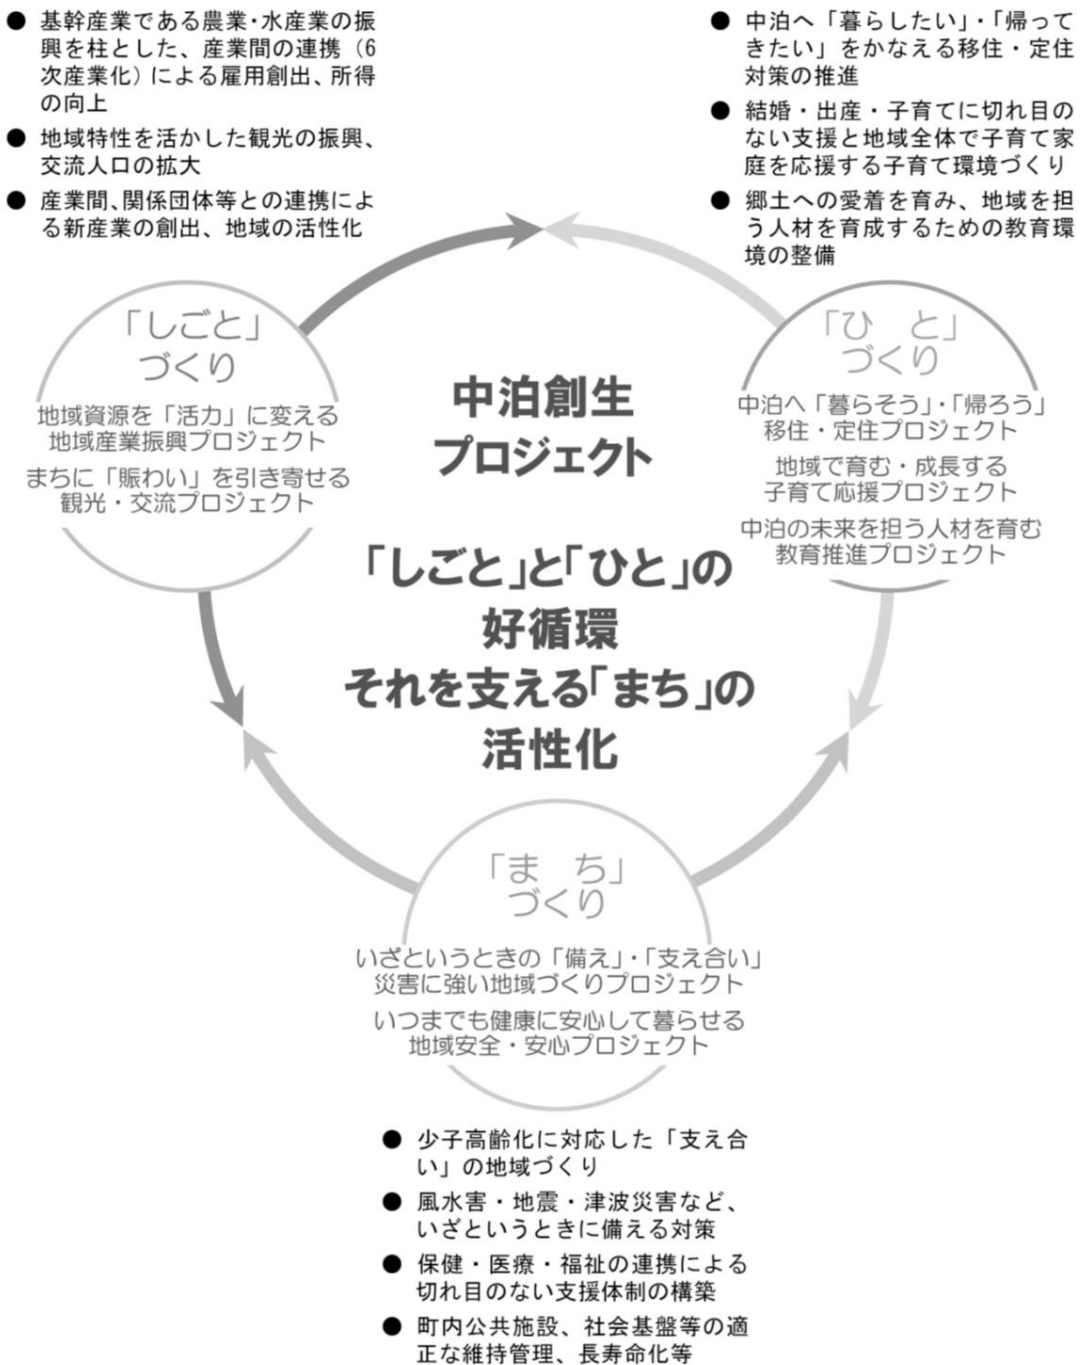 ● 基幹産業である農業・水産業の振
興を柱とした、産業間の連携（6
次産業化）による雇用創出、所得
の向上
● 地域特性を活かした観光の振興、
交流人口の拡大
● 産業間、関係団体等との連携によ
る新産業の創出、地域の活性化
● 中泊へ「暮らしたい」・「帰って
きたい」をかなえる移住・定住
対策の推進
● 結婚・出産・子育てに切れ目の
ない支援と地域全体で子育て家
庭を応援する子育て環境づくり
● 郷土への愛着を育み、地域を担
う人材を育成するための教育環
境の整備
「しごと」
づくり
地域資源を「活力」に変える
地域産業振興プロジェクト
まちに「賑わい」を引き寄せる
観光・交流プロジェクト
「ひ　と」
づくり
中泊へ「暮らそう」・「帰ろう」
移住・定住プロジェクト
地域で育む・成長する
子育て応援プロジェクト
中泊の未来を担う人材を育む
教育推進プロジェクト
中泊創生
プロジェクト
「しごと」と「ひと」の
好循環
それを支える「まち」の
活性化
「ま　ち」
づくり
いざというときの「備え」・「支え合い」
災害に強い地域づくりプロジェクト
いつまでも健康に安心して暮らせる
地域安全・安心プロジェクト
● 少子高齢化に対応した「支え合
い」の地域づくり
● 風水害・地震・津波災害など、
いざというときに備える対策
● 保健・医療・福祉の連携による
切れ目のない支援体制の構築
● 町内公共施設、社会基盤等の適
正な維持管理、長寿命化等